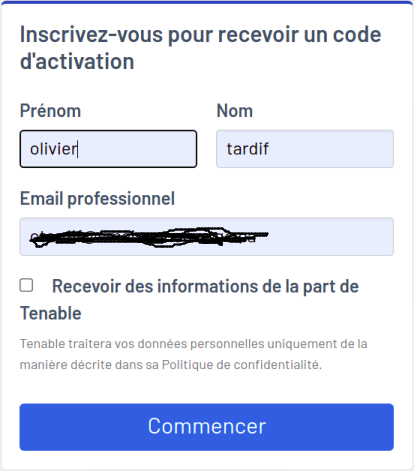 Inscrivez-vous pour recevoir un code
d'activation
Prénom
Nom
olivier
tardif
Email professionnel
Recevoir des informations de la part de
Tenable
Tenable traitera vos données personnelles uniquement de la
manière décrite dans sa Politique de confidentialité.
Commencer